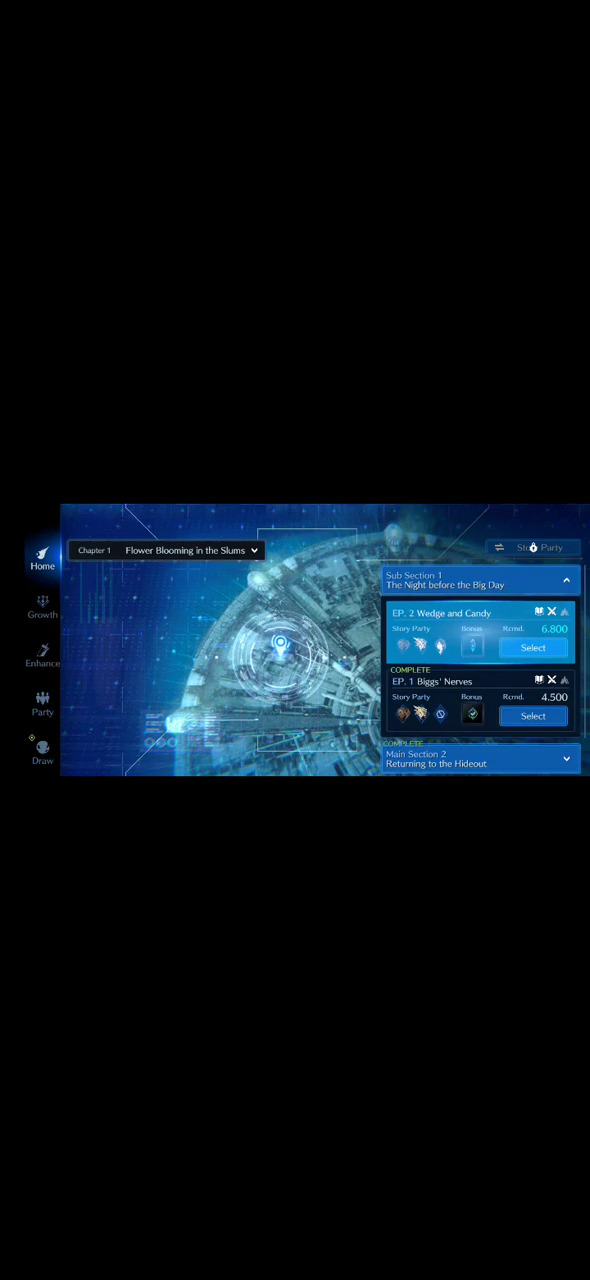 Home
Growth
Enhance
Party
Draw
Chapter 1 Flower Blooming in the Slums
Story Party
Sub Section 1
The Night before the Big Day
EP. 2 Wedge and Candy
Story Party Bonus Rcmd. 6,800
Select
COMPLETE
EP. 1 Biggs' Nerves
Story Party Bonus Rcmd. 4,500
Select
COMPLETE
Main Section 2
Returning to the Hideout